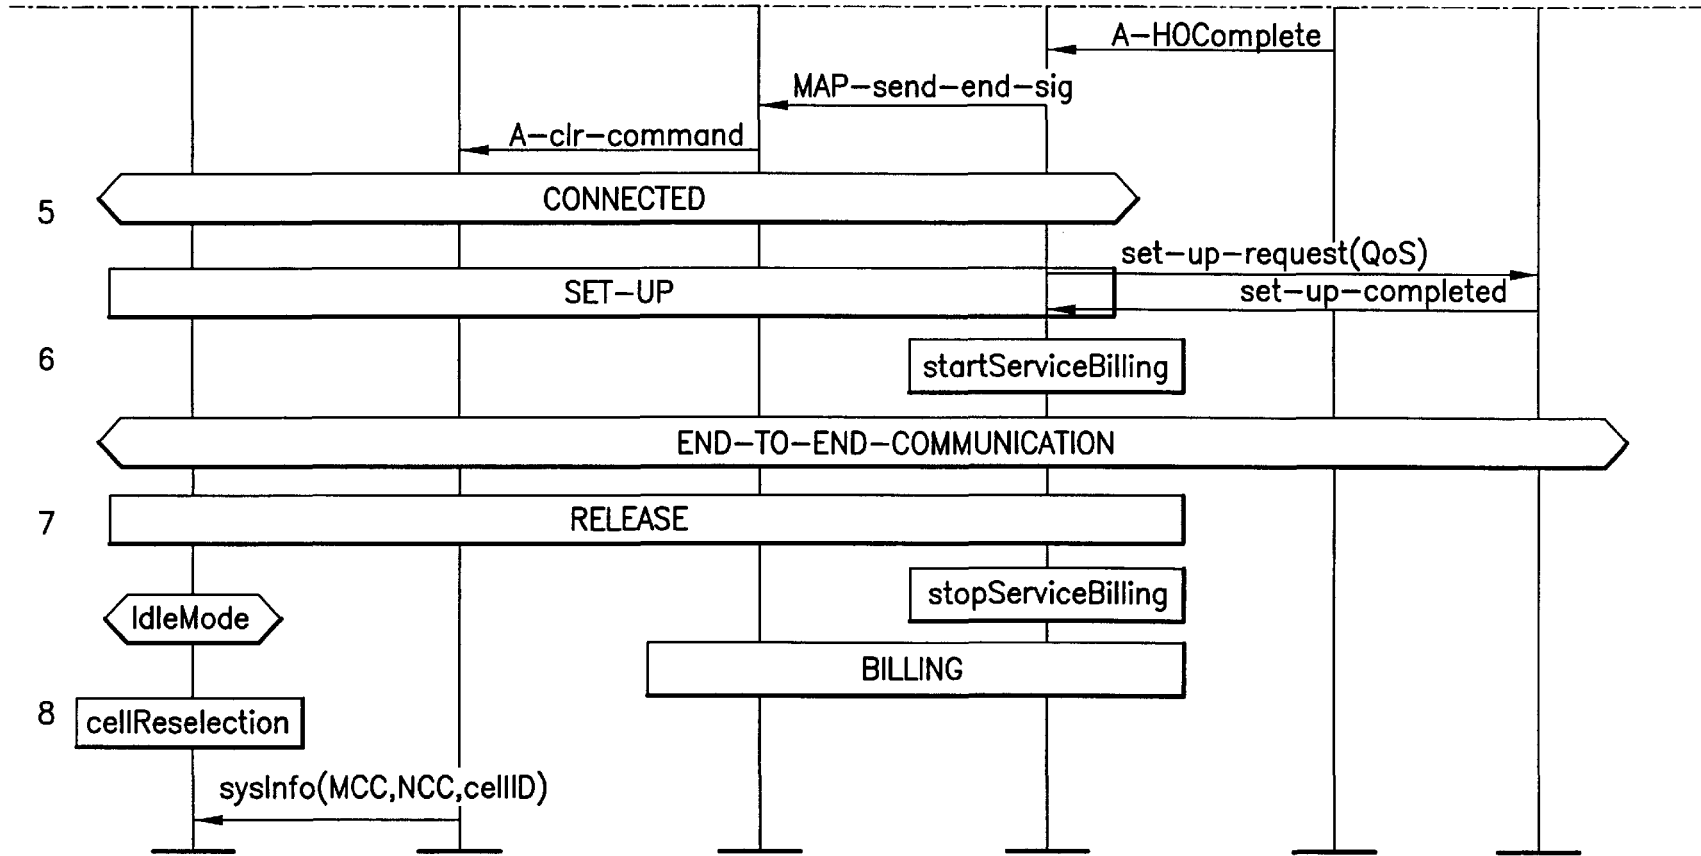 A-HOComplete
MAP-send-end-sig
A-clr-command
CONNECTED
5
set-up-request(QoS)
SET-UP
set-up-completed
6
startServiceBilling
END-TO-END-COMMUNICATION
7
RELEASE
stopServiceBilling
IdleMode
BILLING
8
cellReselection
sysInfo(MCC,NCC,cellID)